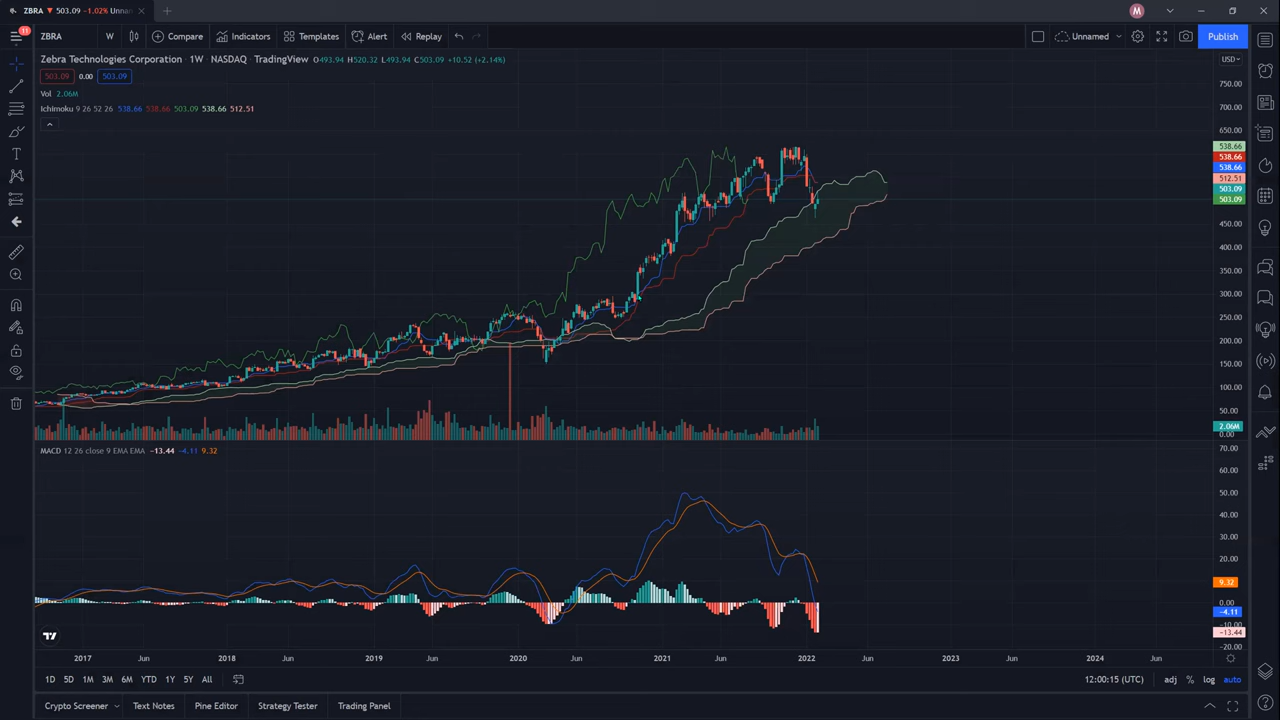 ZBRA ▼ 503.09 −1.02% Unnan
M
11
ZBRA W Compare Indicators Templates Alert Replay Unnamed Publish
Zebra Technologies Corporation · 1W · NASDAQ · TradingView O493.94 H520.32 L493.94 C503.09 +10.52 (+2.14%)
USD
503.09 0.00 503.09
Vol 2.06M
Ichimoku 9 26 52 26 538.66 538.66 503.09 538.66 512.51
750.00
700.00
650.00
538.66
538.66
538.66
512.51
503.09
503.09
450.00
400.00
350.00
300.00
250.00
200.00
150.00
100.00
50.00
2.06M
0.00
MACD 12 26 close 9 EMA EMA −13.44 −4.11 9.32
70.00
60.00
50.00
40.00
30.00
20.00
9.32
0.00
−4.11
−10.00
−13.44
−20.00
2017 Jun 2018 Jun 2019 Jun 2020 Jun 2021 Jun 2022 Jun 2023 Jun 2024 Jun
1D 5D 1M 3M 6M YTD 1Y 5Y All 12:00:15 (UTC) adj % log auto
Crypto Screener Text Notes Pine Editor Strategy Tester Trading Panel